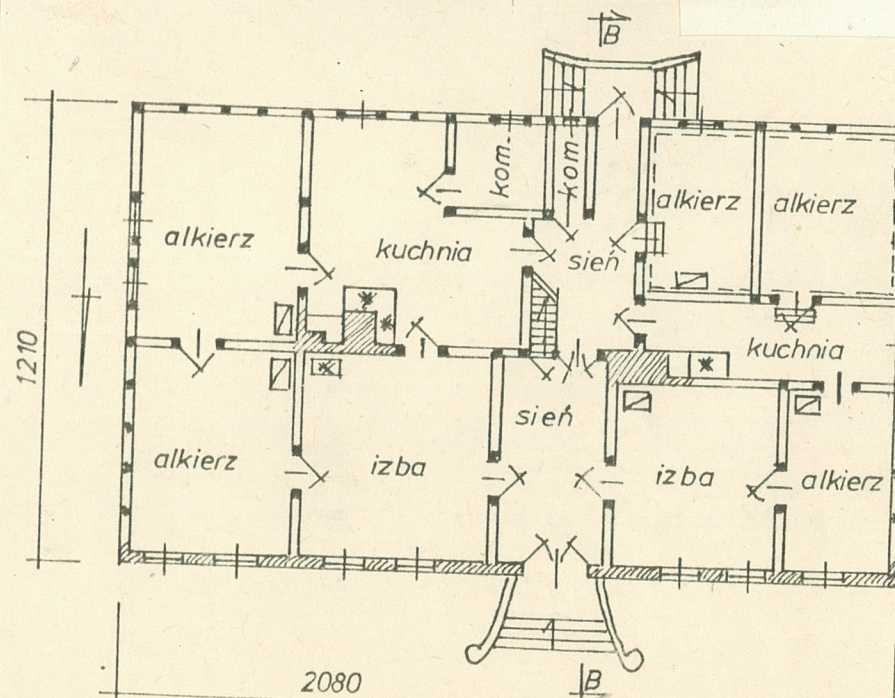 B
kom.
kom.
alkierz
alkierz
alkierz
kuchnia
sień
kuchnia
1210
sień
alkierz
izba
izba
alkierz
2080
B